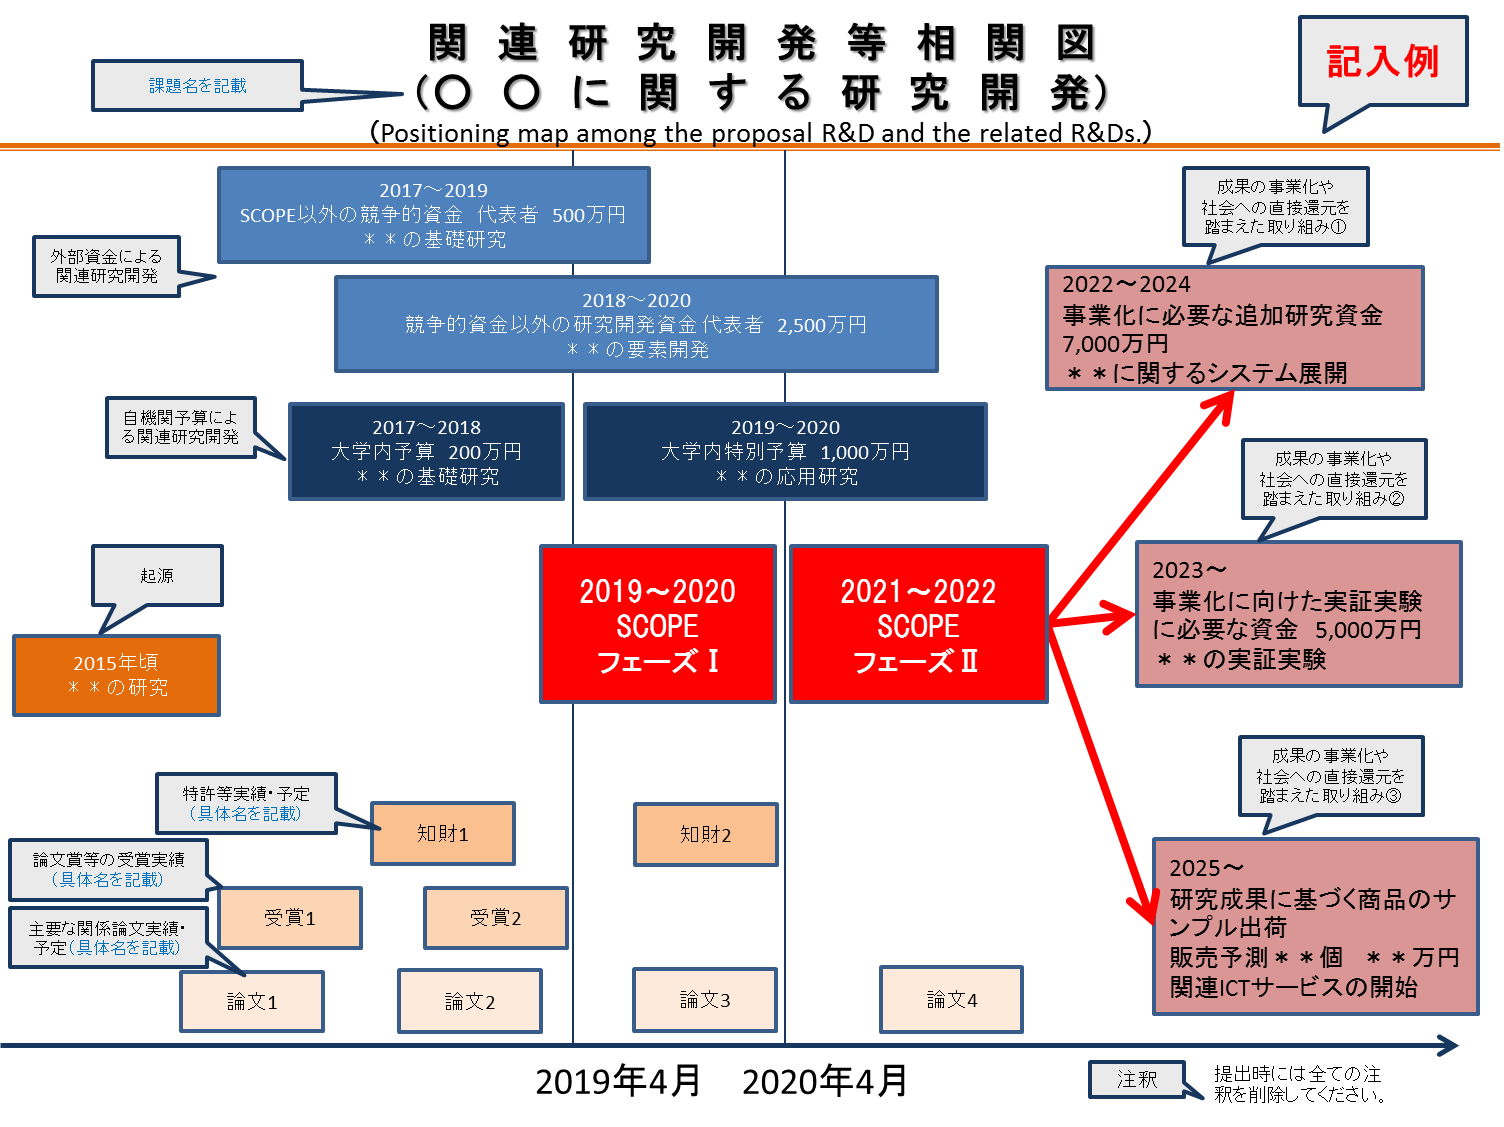 関連研究開発等相関図
(〇〇に関する研究開発)
(Positioning map among the proposal R&D and the related R&Ds.)
課題名を記載
記入例
2017～2019
SCOPE以外の競争的資金 代表者 500万円
＊＊の基礎研究
外部資金による
関連研究開発
2018～2020
競争的資金以外の研究開発資金 代表者 2,500万円
＊＊の要素開発
自機関予算によ
る関連研究開発
2017～2018
大学内予算 200万円
＊＊の基礎研究
2019～2020
大学内特別予算 1,000万円
＊＊の応用研究
成果の事業化や
社会への直接還元を
踏まえた取り組み①
2022～2024
事業化に必要な追加研究資金
7,000万円
＊＊に関するシステム展開
成果の事業化や
社会への直接還元を
踏まえた取り組み②
2023～
事業化に向けた実証実験
に必要な資金 5,000万円
＊＊の実証実験
起源
2015年頃
＊＊の研究
2019～2020
SCOPE
フェーズⅠ
2021～2022
SCOPE
フェーズⅡ
成果の事業化や
社会への直接還元を
踏まえた取り組み③
2025～
研究成果に基づく商品のサ
ンプル出荷
販売予測＊＊個 ＊＊万円
関連ICTサービスの開始
特許等実績・予定
(具体名を記載)
知財1
知財2
論文賞等の受賞実績
(具体名を記載)
受賞1
受賞2
主要な関係論文実績・
予定(具体名を記載)
論文1
論文2
論文3
論文4
2019年4月
2020年4月
注釈
提出時には全ての注
釈を削除してください。